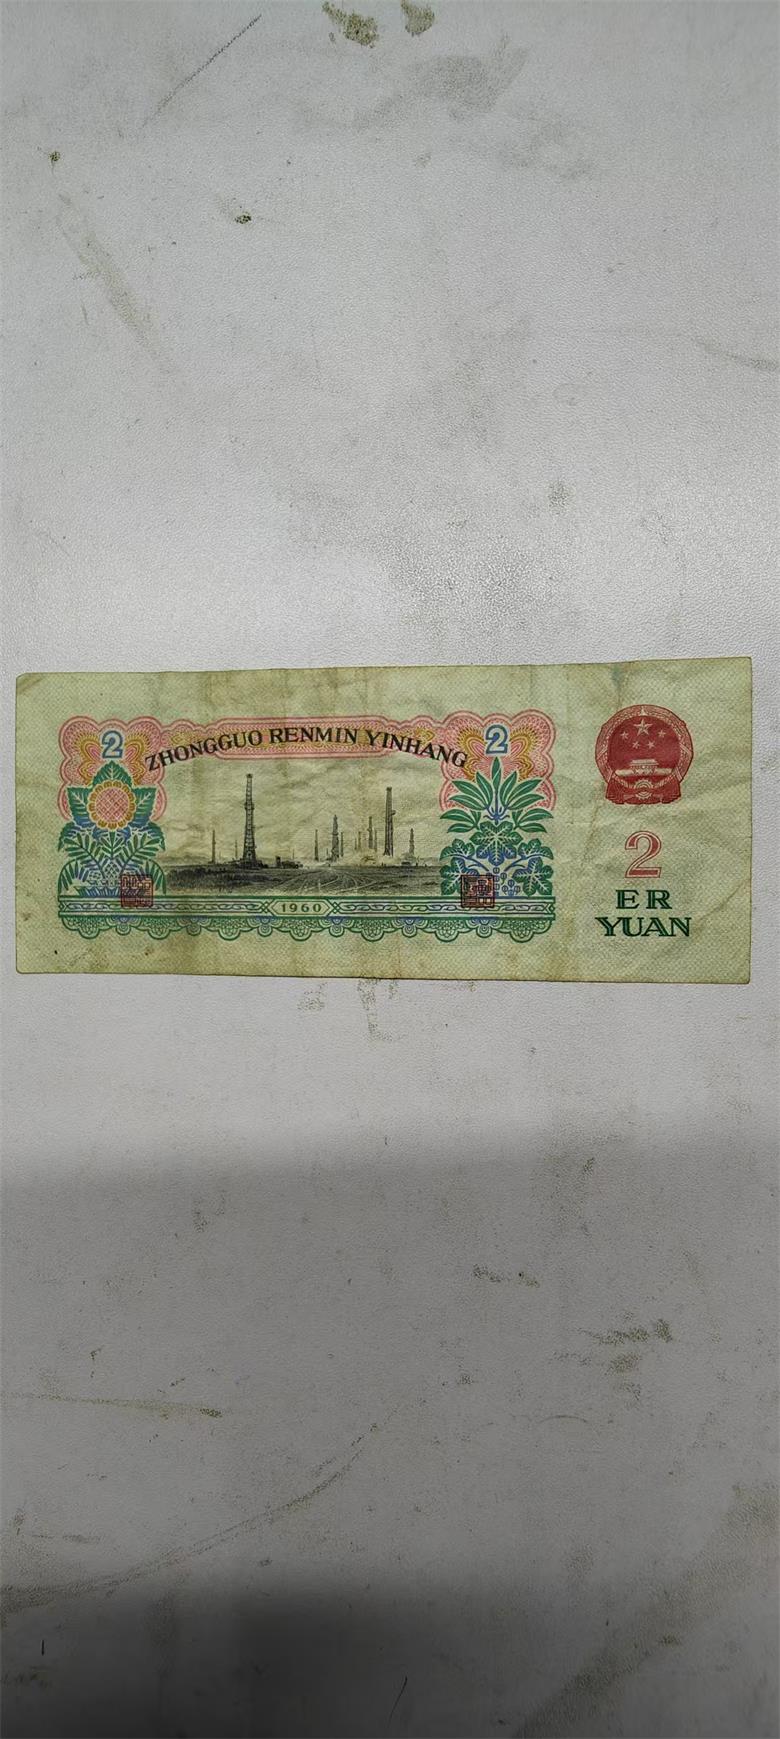 2 ZHONGGUO RENMIN YINHANG 2
1960
2
ER
YUAN